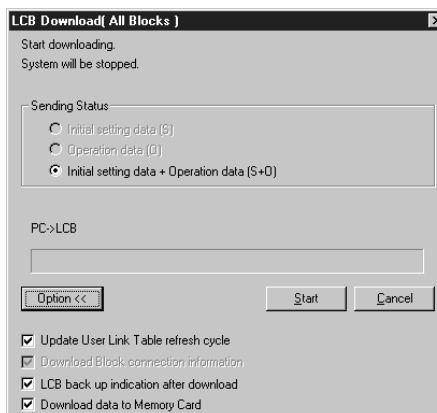 LCB Download( All Blocks )
Start downloading.
System will be stopped.
Sending Status
Initial setting data (S)
Operation data (O)
Initial setting data + Operation data (S+O)
PC->LCB
Option <<
Start
Cancel
Update User Link Table refresh cycle
Download Block connection information
LCB back up indication after download
Download data to Memory Card